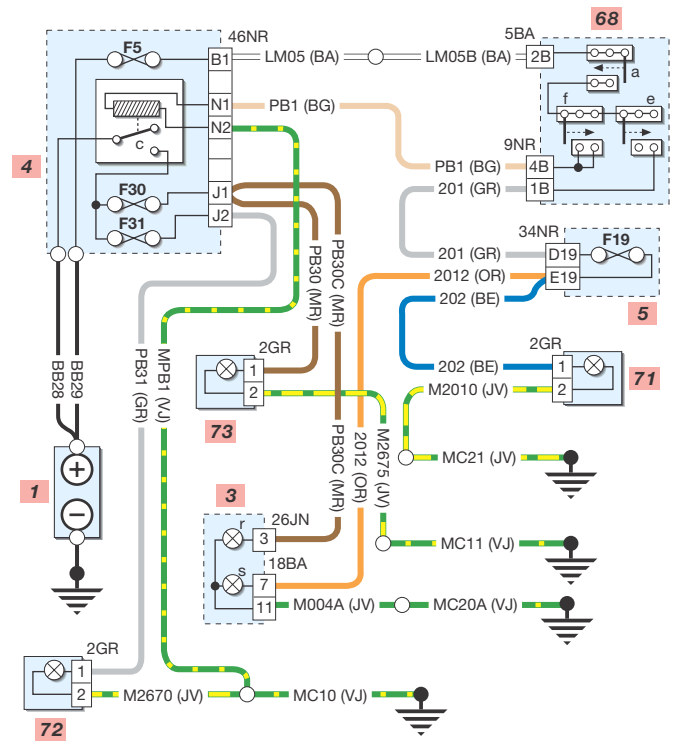 46NR
68
F5
B1
LM05 (BA)
LM05B (BA)
5BA
2B
a
N1
PB1 (BG)
f
e
N2
c
4
9NR
PB1 (BG)
4B
201 (GR)
1B
F30
J1
F31
J2
34NR
201 (GR)
D19
F19
2012 (OR)
E19
202 (BE)
5
PB30 (MR)
PB30C (MR)
BB28
BB29
PB31 (GR)
MPB1 (VJ)
2GR
1
2
73
2GR
202 (BE)
1
M2010 (JV)
2
71
M2675 (JV)
2012 (OR)
PB30C (MR)
MC21 (JV)
1
+
−
3
r
26JN
3
MC11 (VJ)
s
18BA
7
11
M004A (JV)
MC20A (VJ)
2GR
1
2
M2670 (JV)
MC10 (VJ)
72